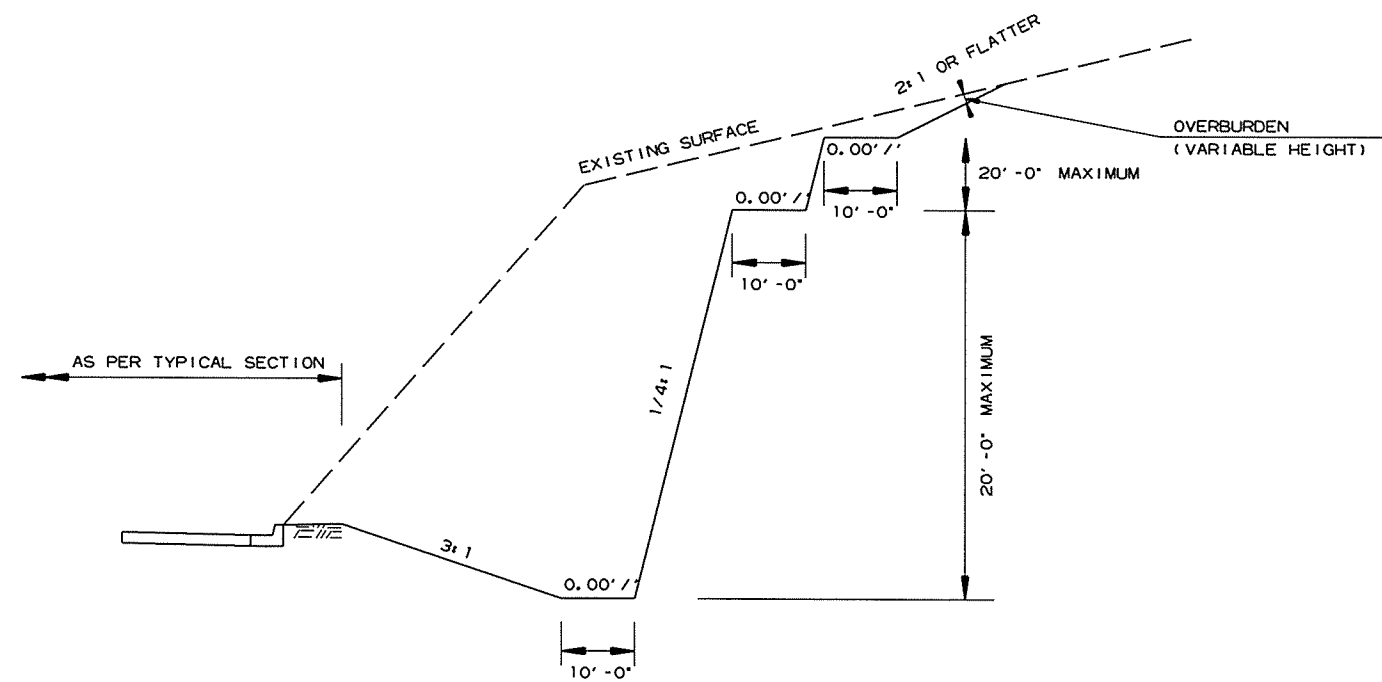 2:1 OR FLATTER
EXISTING SURFACE
OVERBURDEN
(VARIABLE HEIGHT)
0.00'/'
20'-0" MAXIMUM
0.00'/'
10'-0"
10'-0"
AS PER TYPICAL SECTION
1/4:1
20'-0" MAXIMUM
3:1
0.00'/'
10'-0"